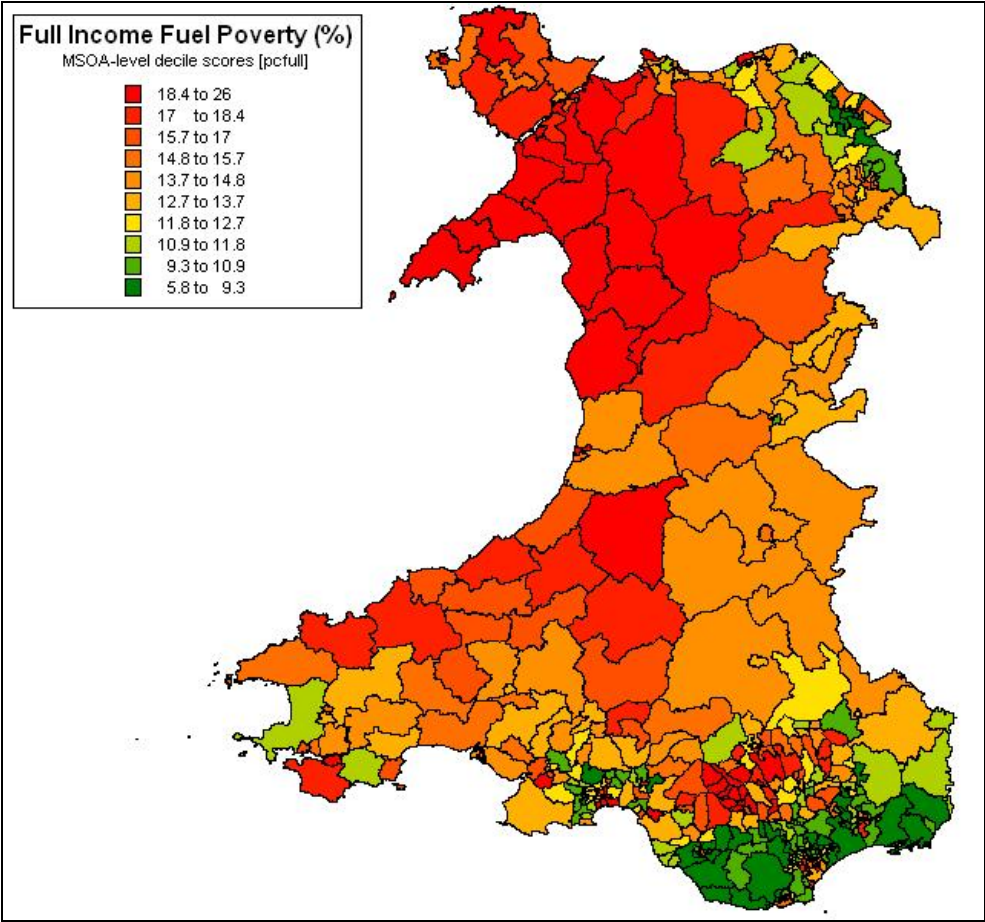 Full Income Fuel Poverty (%)
MSOA-level decile scores [pcfull]
18.4 to 26
17 to 18.4
15.7 to 17
14.8 to 15.7
13.7 to 14.8
12.7 to 13.7
11.8 to 12.7
10.9 to 11.8
9.3 to 10.9
5.8 to 9.3